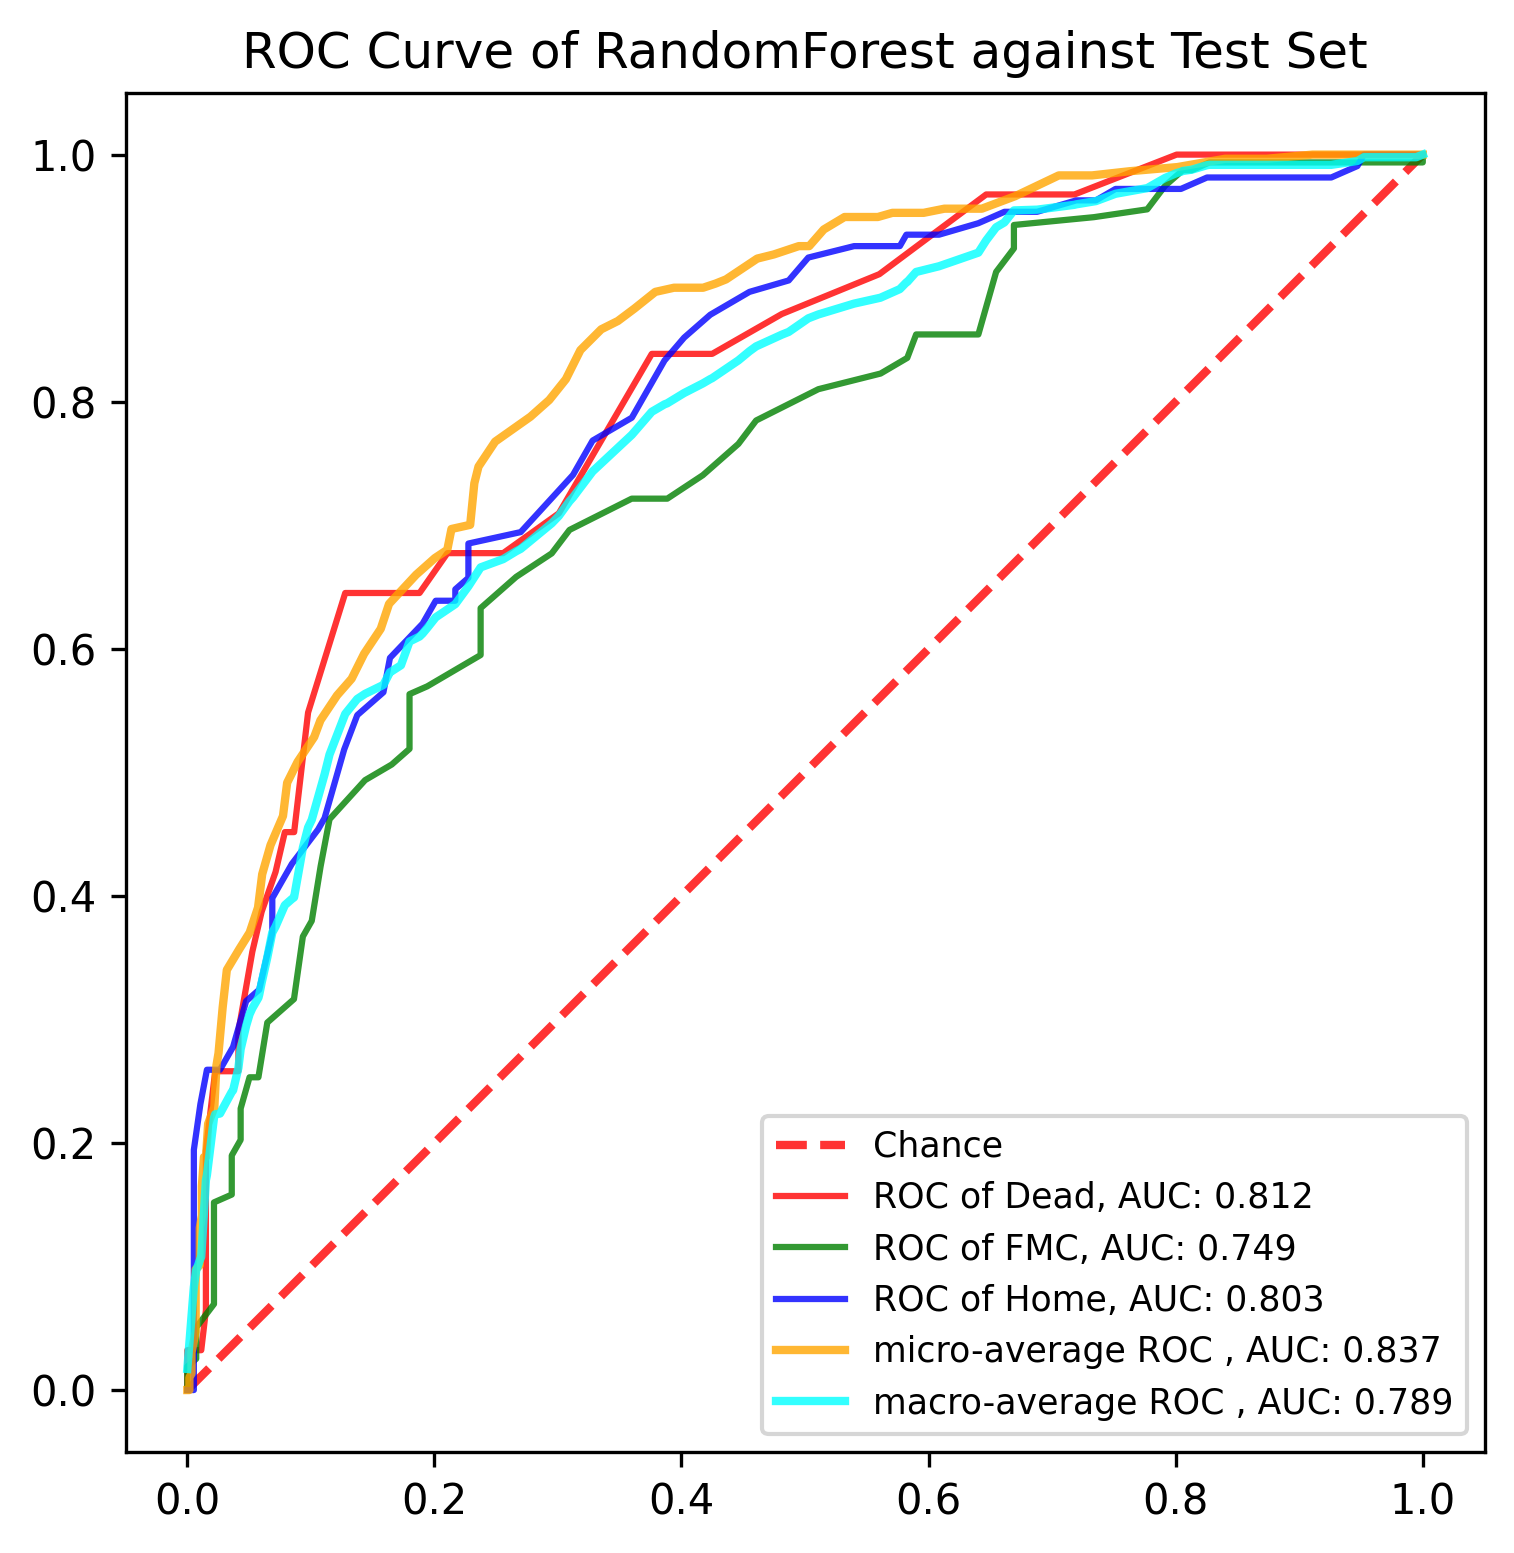 ROC Curve of RandomForest against Test Set
1.0
0.8
0.6
0.4
0.2
0.0
Chance
ROC of Dead, AUC: 0.812
ROC of FMC, AUC: 0.749
ROC of Home, AUC: 0.803
micro-average ROC , AUC: 0.837
macro-average ROC , AUC: 0.789
0.0 0.2 0.4 0.6 0.8 1.0